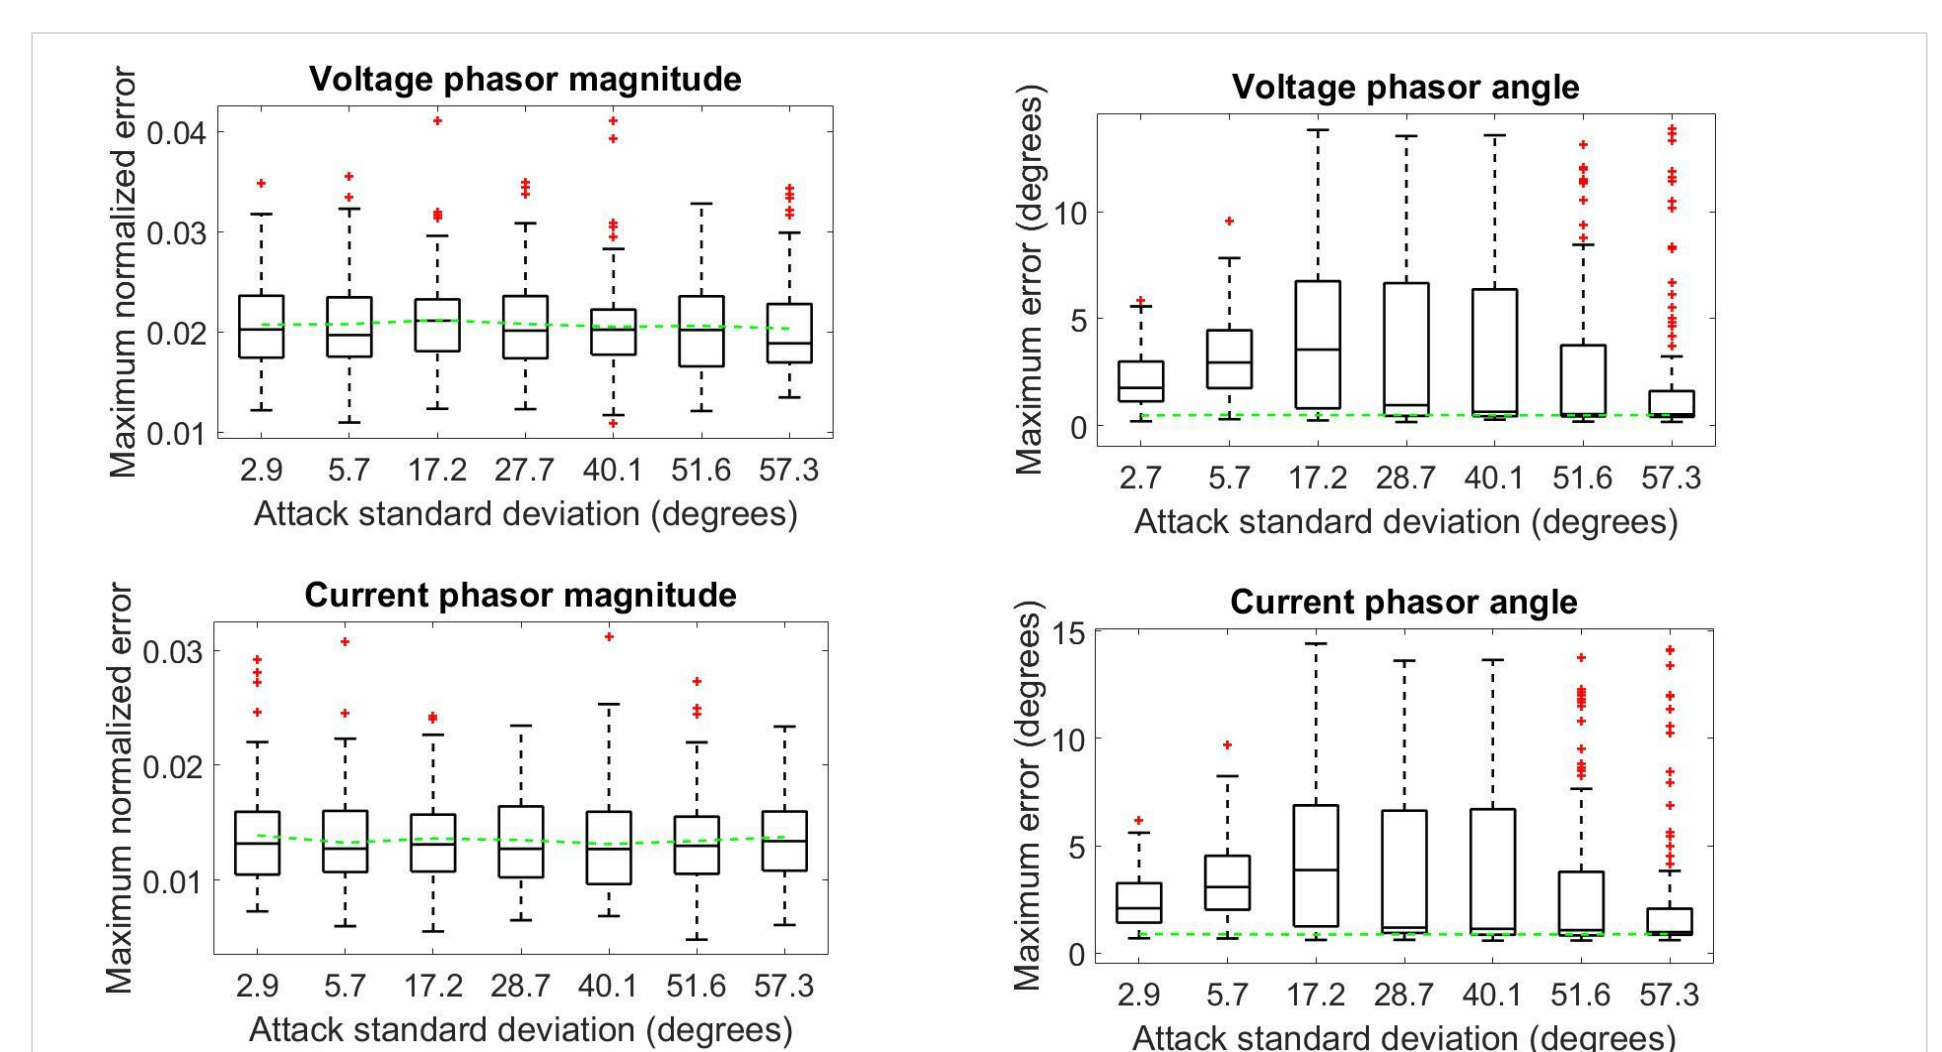 Voltage phasor magnitude
Maximum normalized error
0.04
0.03
0.02
0.01
2.9 5.7 17.2 27.7 40.1 51.6 57.3
Attack standard deviation (degrees)
Voltage phasor angle
Maximum error (degrees)
10
5
0
2.7 5.7 17.2 28.7 40.1 51.6 57.3
Attack standard deviation (degrees)
Current phasor magnitude
Maximum normalized error
0.03
0.02
0.01
2.9 5.7 17.2 28.7 40.1 51.6 57.3
Attack standard deviation (degrees)
Current phasor angle
Maximum error (degrees)
15
10
5
0
2.9 5.7 17.2 28.7 40.1 51.6 57.3
Attack standard deviation (degrees)